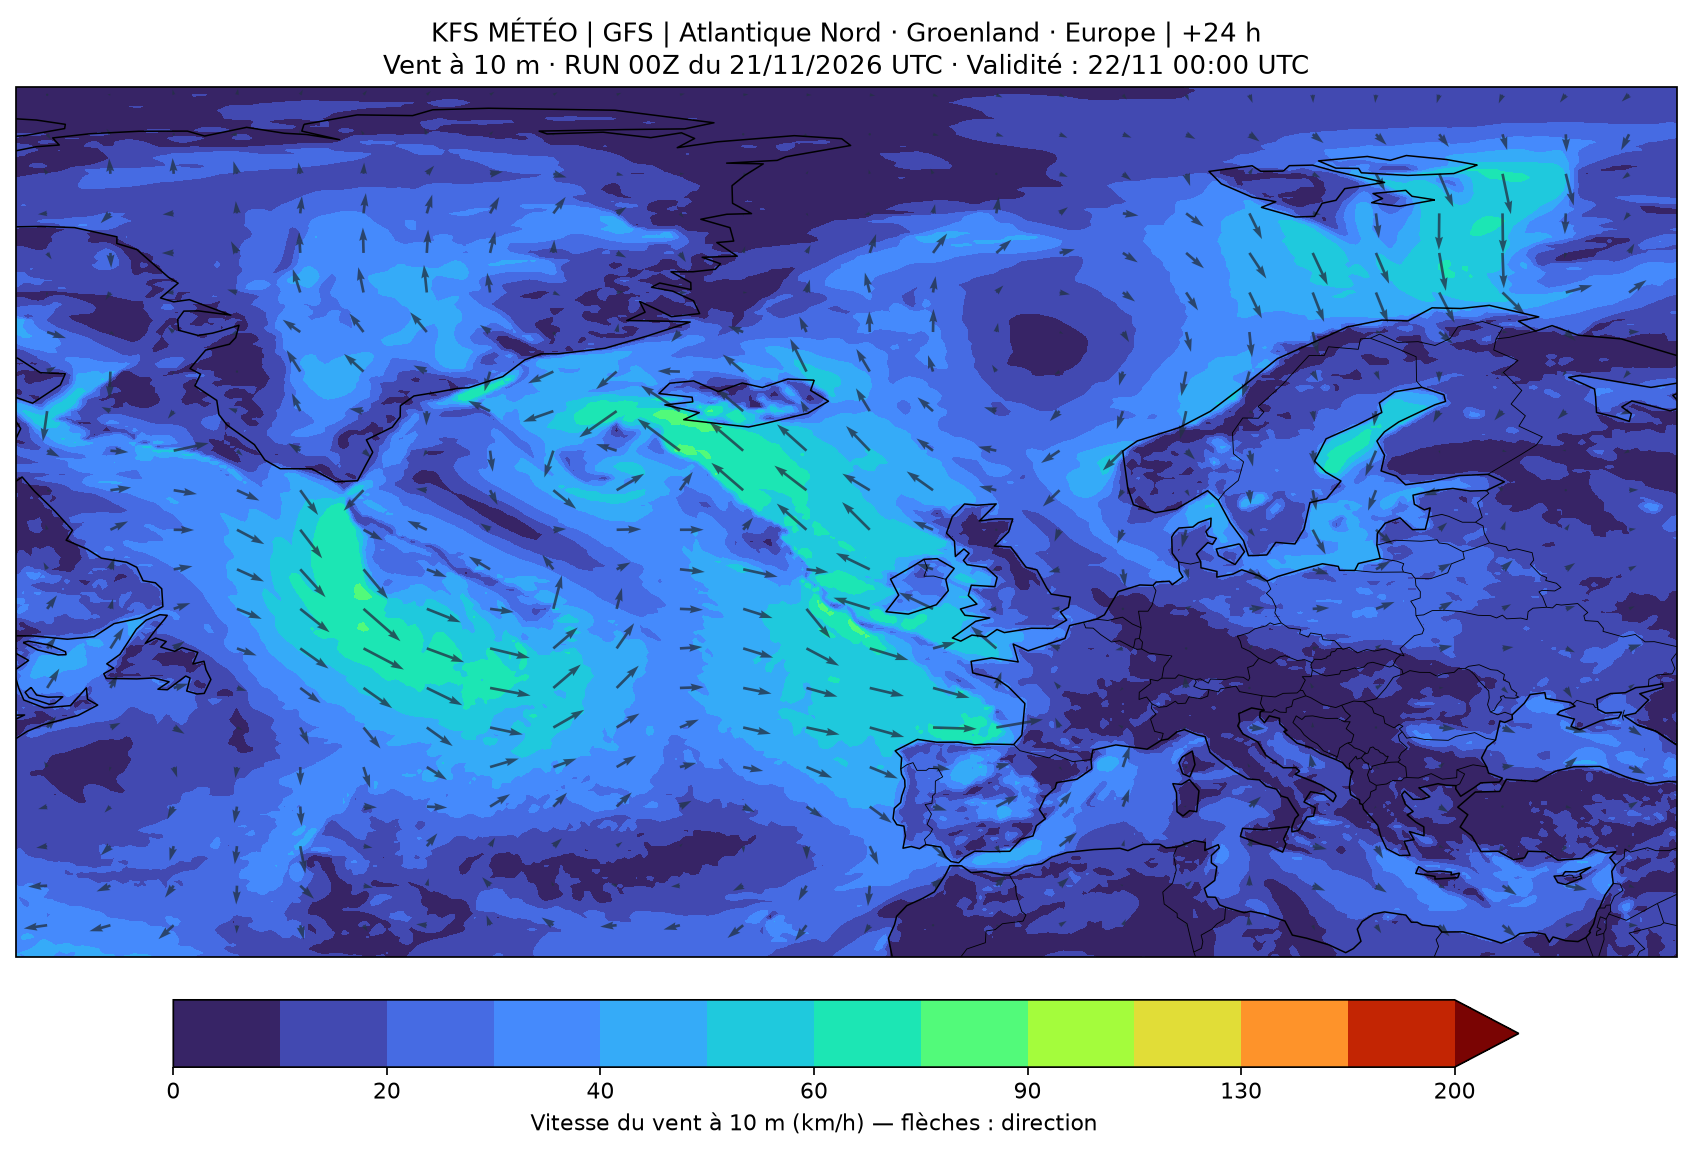 KFS MÉTÉO | GFS | Atlantique Nord · Groenland · Europe | +24 h
Vent à 10 m · RUN 00Z du 21/11/2026 UTC · Validité : 22/11 00:00 UTC
0 20 40 60 90 130 200
Vitesse du vent à 10 m (km/h) — flèches : direction